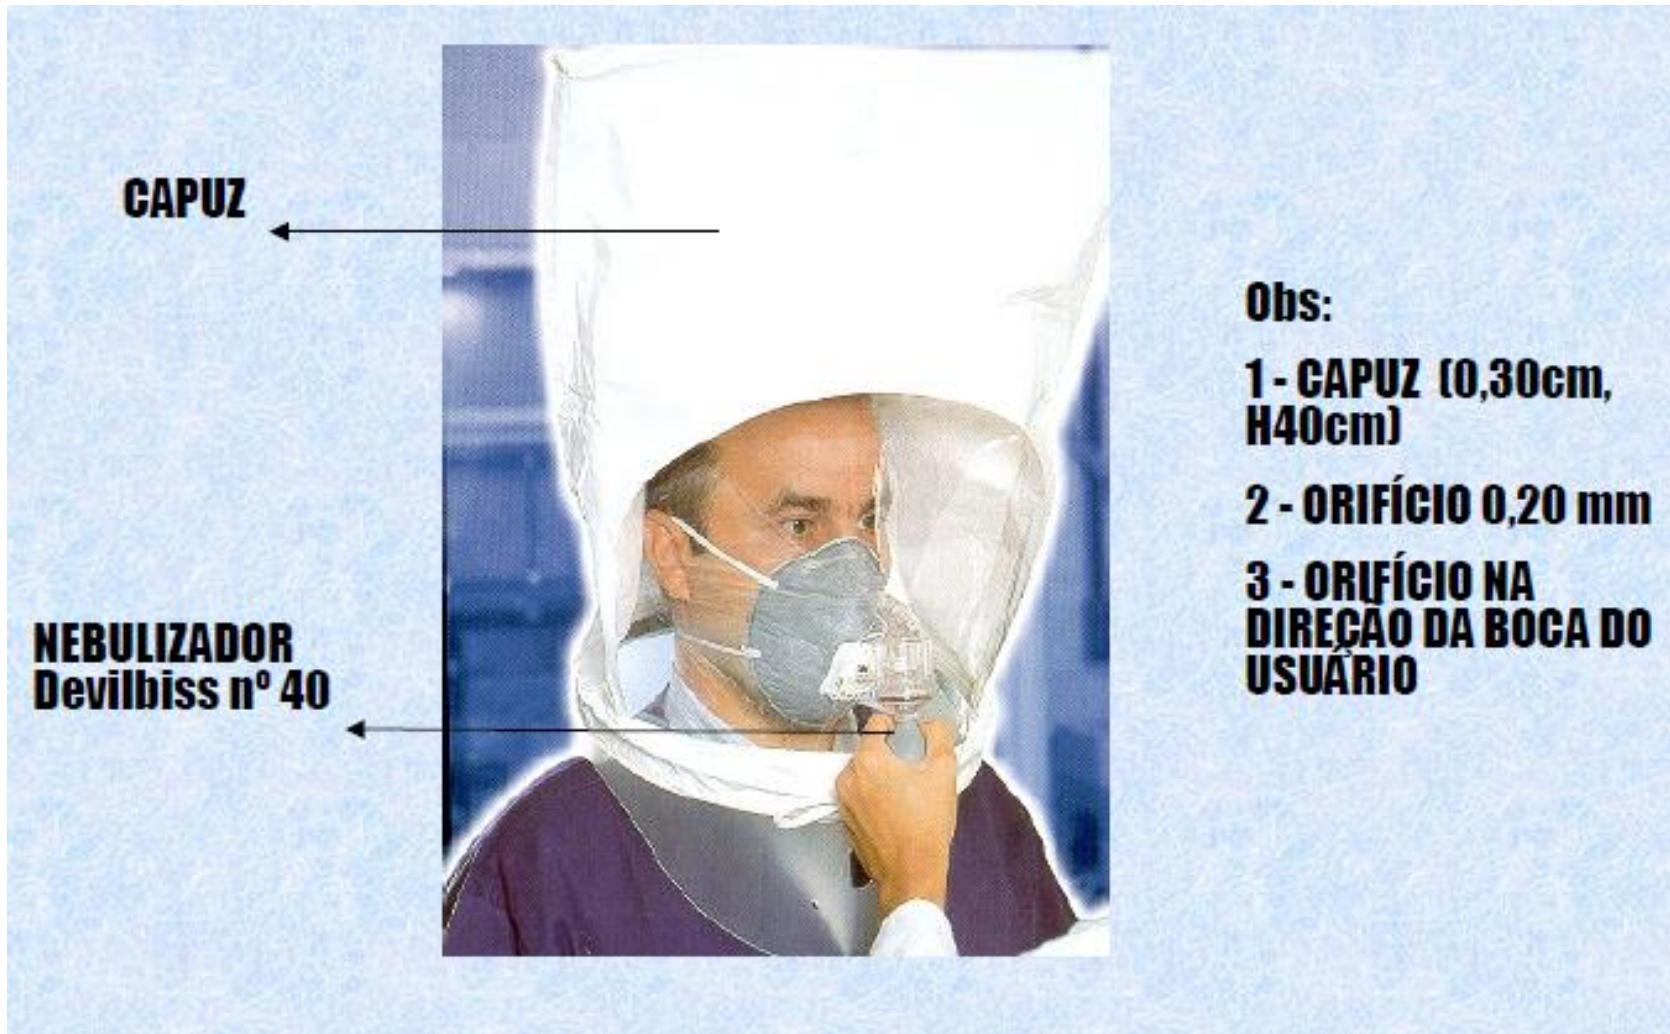 CAPUZ
NEBULIZADOR
Devilbiss nº 40
Obs:
1 - CAPUZ (0,30cm,
H40cm)
2 - ORIFÍCIO 0,20 mm
3 - ORIFÍCIO NA
DIREÇÃO DA BOCA DO
USUÁRIO